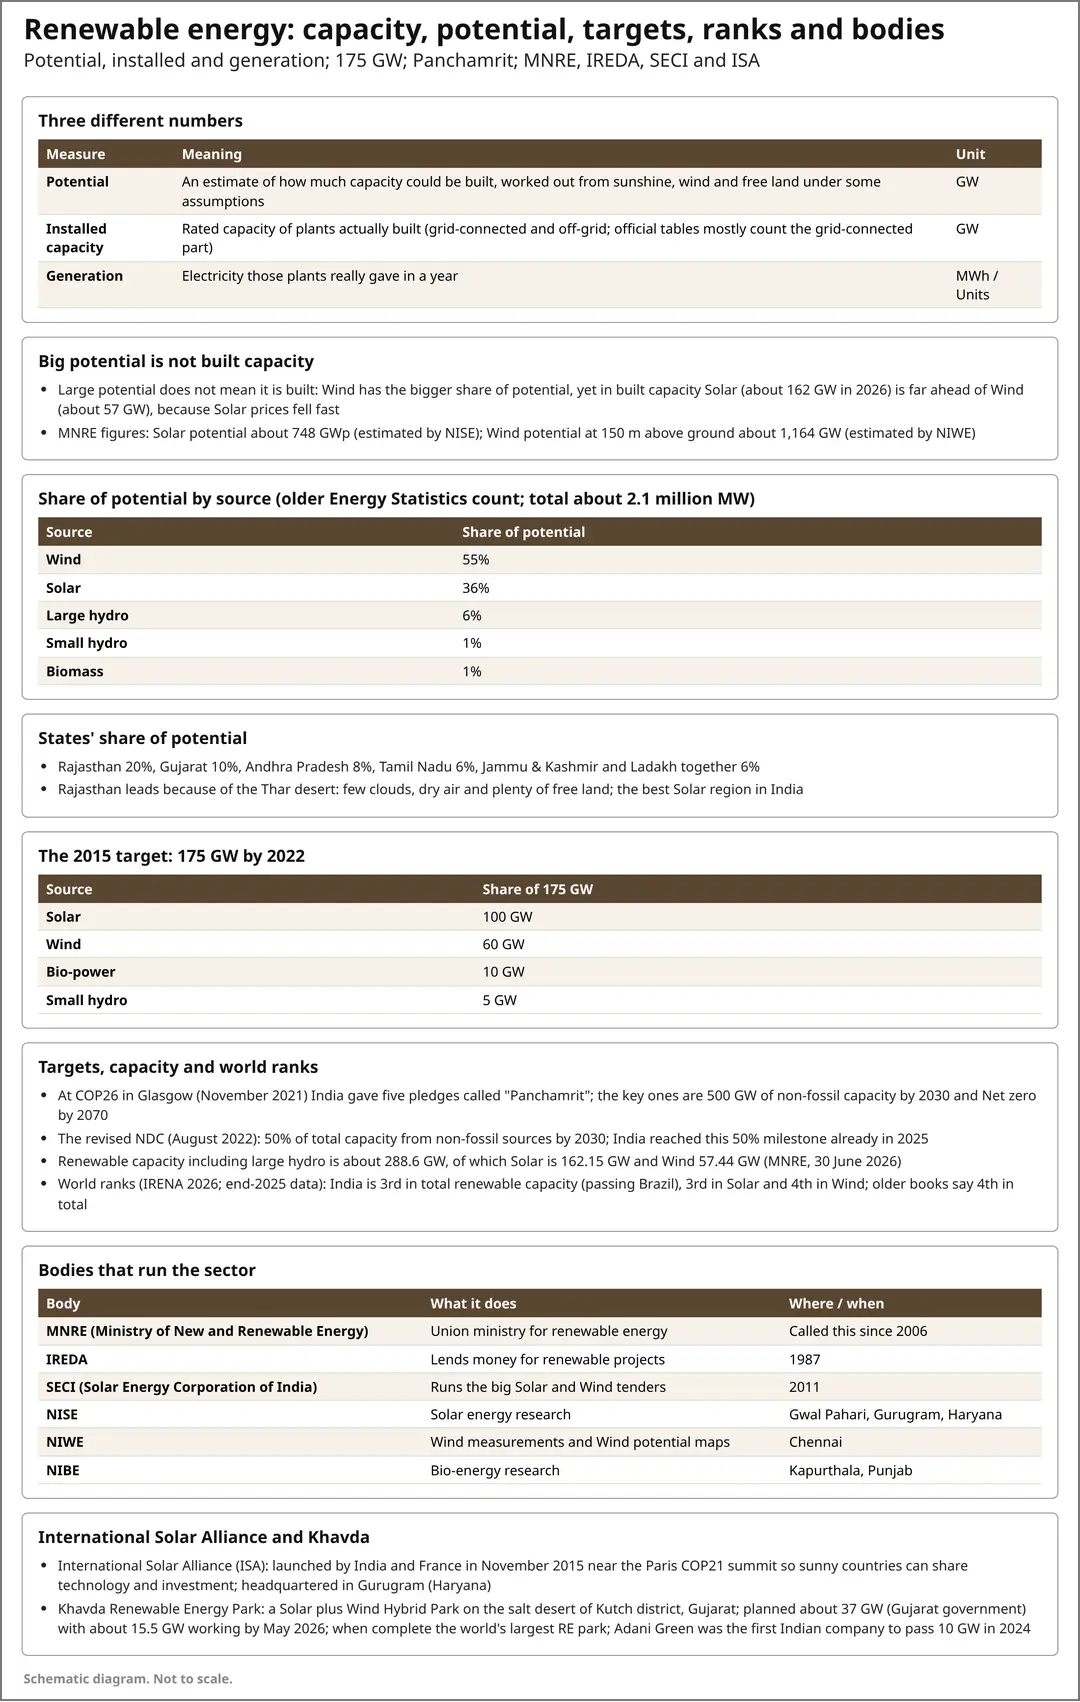 Renewable energy: capacity, potential, targets, ranks and bodies
Potential, installed and generation; 175 GW; Panchamrit; MNRE, IREDA, SECI and ISA
Three different numbers
Measure Meaning Unit
Potential An estimate of how much capacity could be built, worked out from sunshine, wind and free land under some GW
assumptions
Installed Rated capacity of plants actually built (grid-connected and off-grid; official tables mostly count the grid-connected GW
capacity part)
Generation Electricity those plants really gave in a year MWh /
Units
Big potential is not built capacity
• Large potential does not mean it is built: Wind has the bigger share of potential, yet in built capacity Solar (about 162 GW in 2026) is far ahead of Wind
(about 57 GW), because Solar prices fell fast
• MNRE figures: Solar potential about 748 GWp (estimated by NISE); Wind potential at 150 m above ground about 1,164 GW (estimated by NIWE)
Share of potential by source (older Energy Statistics count; total about 2.1 million MW)
Source Share of potential
Wind 55%
Solar 36%
Large hydro 6%
Small hydro 1%
Biomass 1%
States' share of potential
• Rajasthan 20%, Gujarat 10%, Andhra Pradesh 8%, Tamil Nadu 6%, Jammu & Kashmir and Ladakh together 6%
• Rajasthan leads because of the Thar desert: few clouds, dry air and plenty of free land; the best Solar region in India
The 2015 target: 175 GW by 2022
Source Share of 175 GW
Solar 100 GW
Wind 60 GW
Bio-power 10 GW
Small hydro 5 GW
Targets, capacity and world ranks
• At COP26 in Glasgow (November 2021) India gave five pledges called "Panchamrit"; the key ones are 500 GW of non-fossil capacity by 2030 and Net zero
by 2070
• The revised NDC (August 2022): 50% of total capacity from non-fossil sources by 2030; India reached this 50% milestone already in 2025
• Renewable capacity including large hydro is about 288.6 GW, of which Solar is 162.15 GW and Wind 57.44 GW (MNRE, 30 June 2026)
• World ranks (IRENA 2026; end-2025 data): India is 3rd in total renewable capacity (passing Brazil), 3rd in Solar and 4th in Wind; older books say 4th in
total
Bodies that run the sector
Body What it does Where / when
MNRE (Ministry of New and Renewable Energy) Union ministry for renewable energy Called this since 2006
IREDA Lends money for renewable projects 1987
SECI (Solar Energy Corporation of India) Runs the big Solar and Wind tenders 2011
NISE Solar energy research Gwal Pahari, Gurugram, Haryana
NIWE Wind measurements and Wind potential maps Chennai
NIBE Bio-energy research Kapurthala, Punjab
International Solar Alliance and Khavda
• International Solar Alliance (ISA): launched by India and France in November 2015 near the Paris COP21 summit so sunny countries can share
technology and investment; headquartered in Gurugram (Haryana)
• Khavda Renewable Energy Park: a Solar plus Wind Hybrid Park on the salt desert of Kutch district, Gujarat; planned about 37 GW (Gujarat government)
with about 15.5 GW working by May 2026; when complete the world's largest RE park; Adani Green was the first Indian company to pass 10 GW in 2024
Schematic diagram. Not to scale.